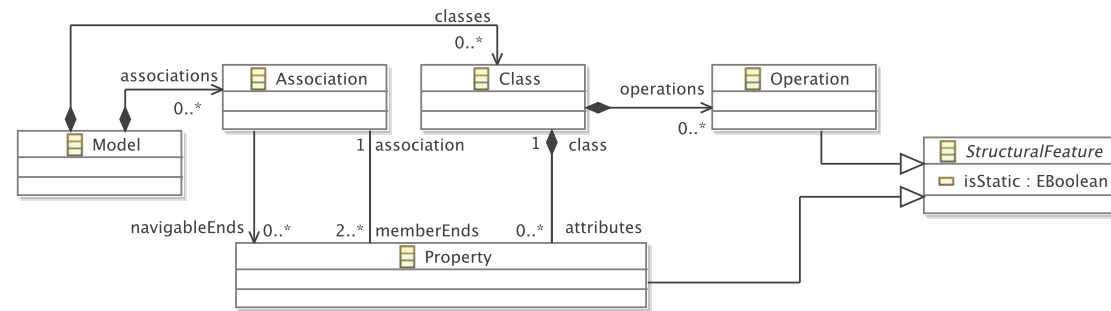 classes
0..*
associations
0..*
Association
Class
operations
0..*
Operation
Model
1 association
1 class
StructuralFeature
isStatic : EBoolean
navigableEnds 0..*
2..* memberEnds
0..* attributes
Property